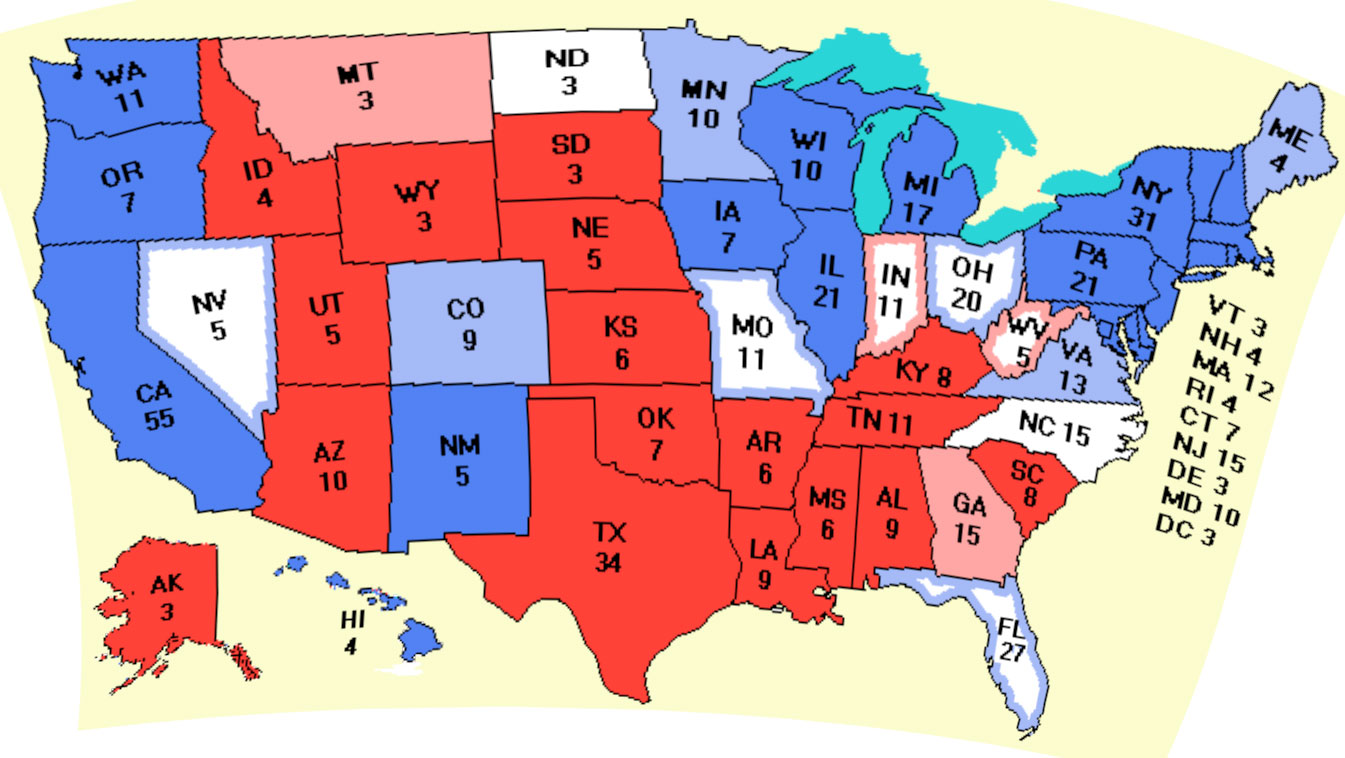 WA
11
OR
7
CA
55
NV
5
ID
4
MT
3
WY
3
UT
5
AZ
10
CO
9
NM
5
ND
3
SD
3
NE
5
KS
6
OK
7
TX
34
MN
10
IA
7
MO
11
AR
6
LA
9
WI
10
IL
21
MI
17
IN
11
OH
20
KY 8
TN 11
MS
6
AL
9
GA
15
FL
27
SC
8
NC 15
VA
13
WV
5
PA
21
NY
31
ME
4
VT 3
NH 4
MA 12
RI 4
CT 7
NJ 15
DE 3
MD 10
DC 3
AK
3
HI
4